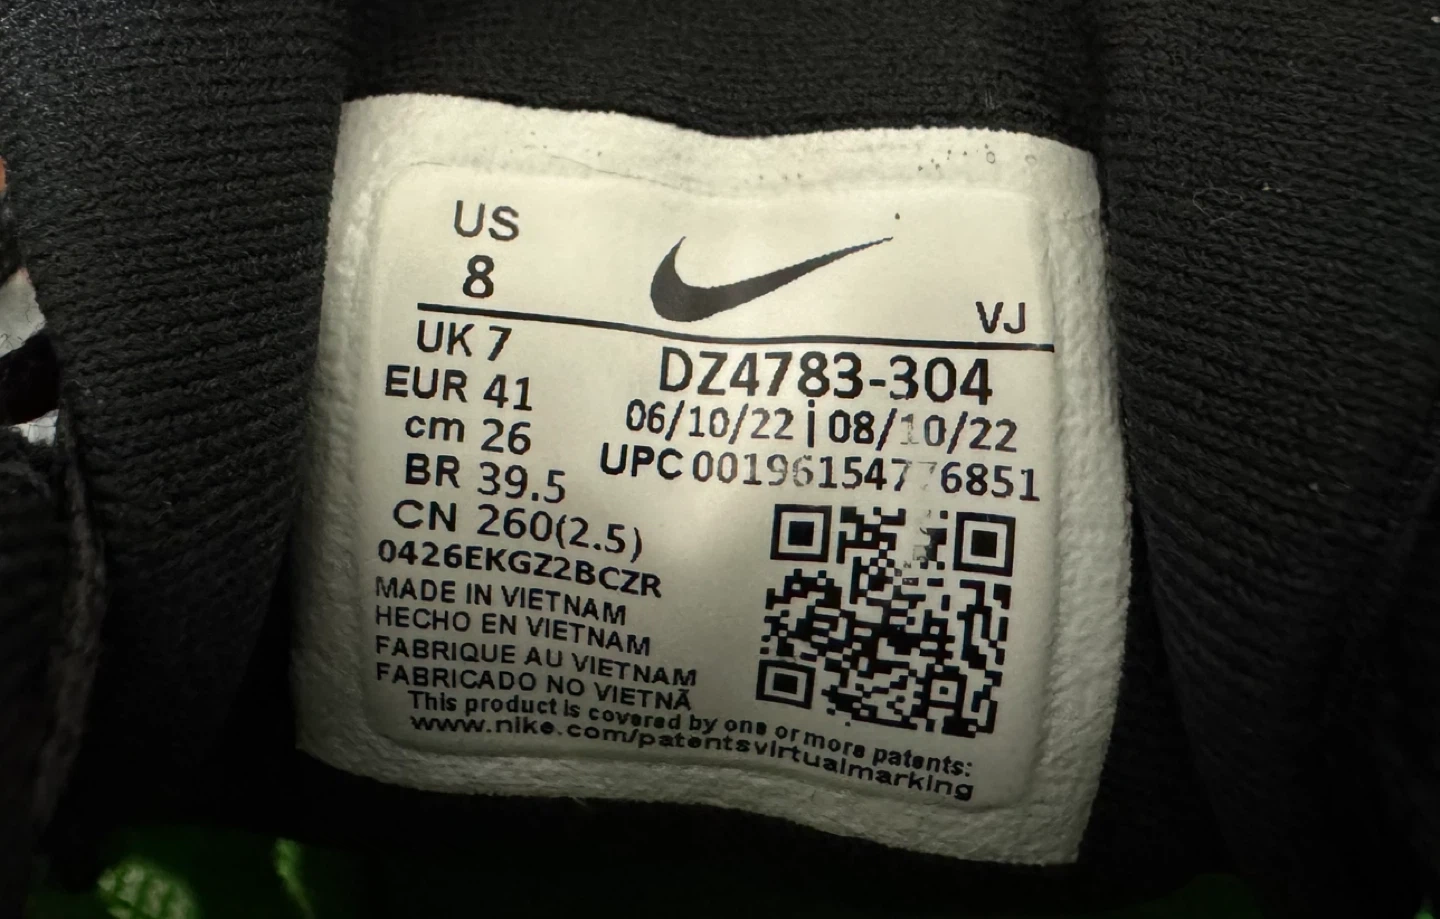 US
8
VJ
UK 7
EUR 41
cm 26
BR 39.5
CN 260(2.5)
0426EKGZ2BCZR
MADE IN VIETNAM
HECHO EN VIETNAM
FABRIQUE AU VIETNAM
FABRICADO NO VIETNÃ
DZ4783-304
06/10/22 | 08/10/22
UPC
This product is covered by one or more patents:
www.nike.com/patentsvirtualmarking